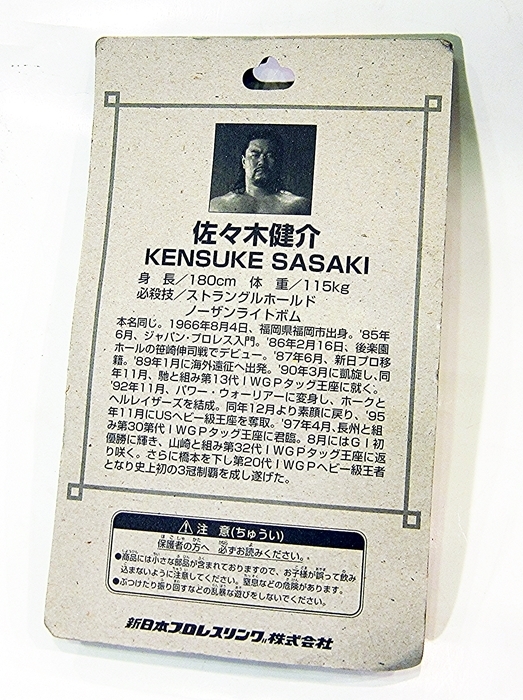 佐々木健介
KENSUKE SASAKI
身 長／180cm 体 重／115kg
必殺技／ストラングルホールド
ノーザンライトボム
本名同じ。1966年8月4日、福岡県福岡市出身。'85年
6月、ジャパン・プロレス入門。'86年2月16日、後楽園
ホールの笹崎伸司戦でデビュー。'87年6月、新日プロ移
籍。'89年1月に海外遠征へ出発。'90年3月に凱旋し、同
年11月、馳と組み第13代IWGPタッグ王座に就く。
'92年11月、パワー・ウォーリアーに変身し、ホークと
ヘルレイザーズを結成。同年12月より素顔に戻り、'95
年11月にUSヘビー級王座を奪取。'97年4月、長州と組
み第30第代IWGPタッグ王座に君臨。8月にはG1初
優勝に輝き、山崎と組み第32代IWGPタッグ王座に返
り咲く。さらに橋本を下し第20代IWGPヘビー級王者
となり史上初の3冠制覇を成し遂げた。
注 意(ちゅうい)
保護者の方へ 必ずお読みください。
●商品には小さな部品が含まれておりますので、お子様が誤って飲み
込まないように注意してください。窒息などの危険があります。
●ぶつけたり振り回すなどの乱暴な遊びをしないでください。
新日本プロレスリング株式会社